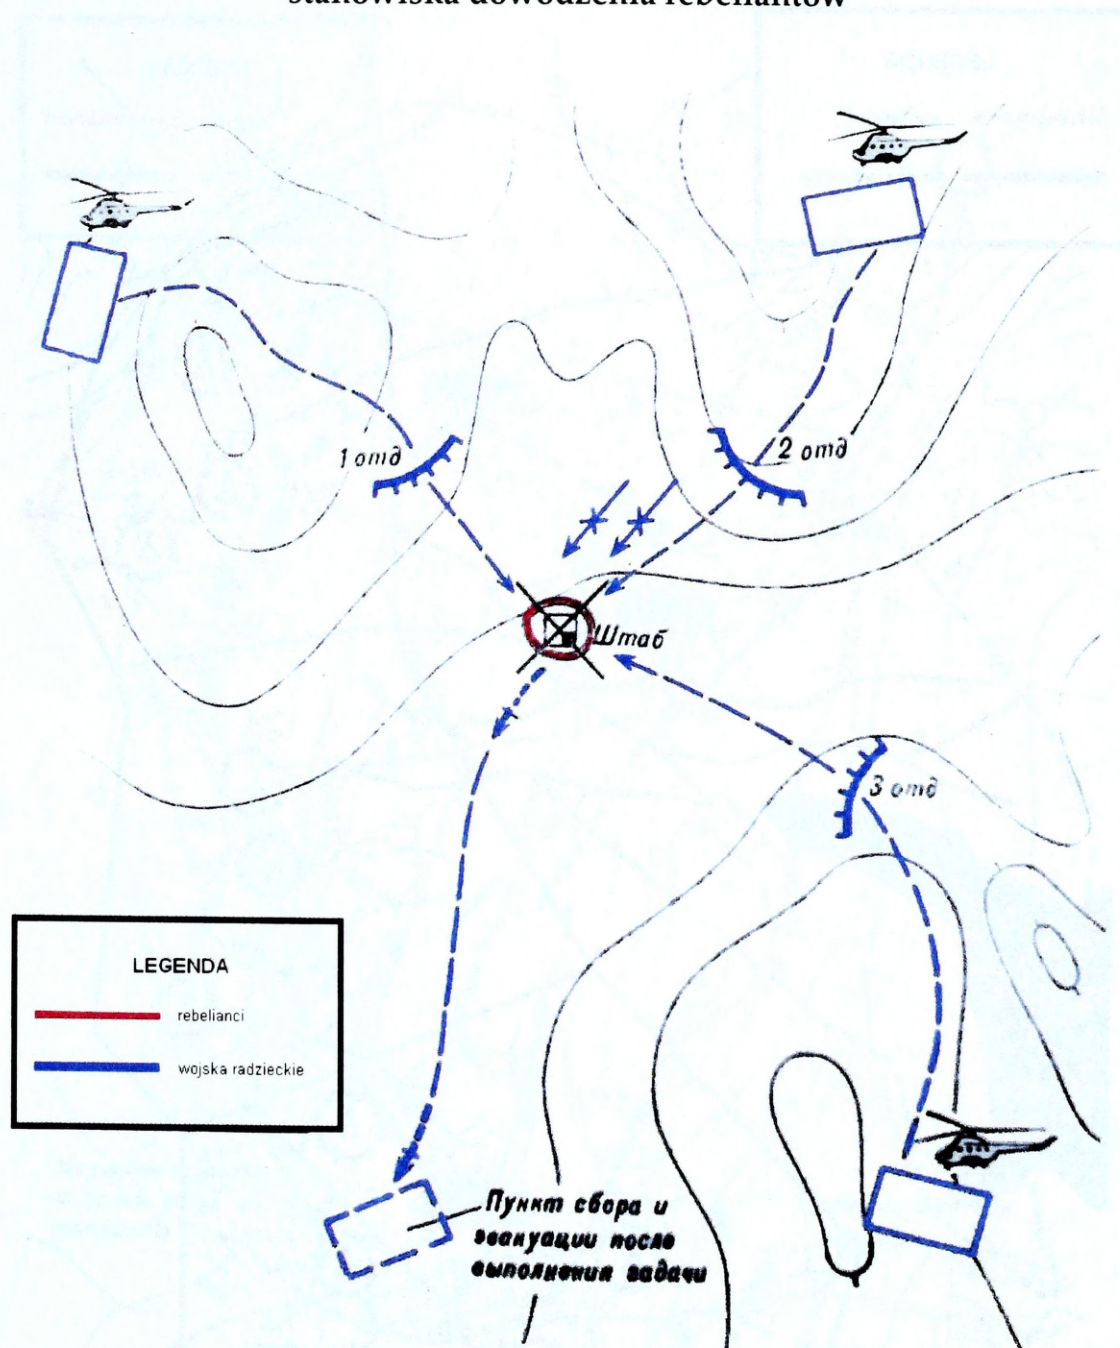 stanowiska dowodzenia rebeliantów
1 отд
2 отд
Штаб
3 отд
LEGENDA
rebelianci
wojska radzieckie
Пункт сбора и
эвакуации после
выполнения задачи